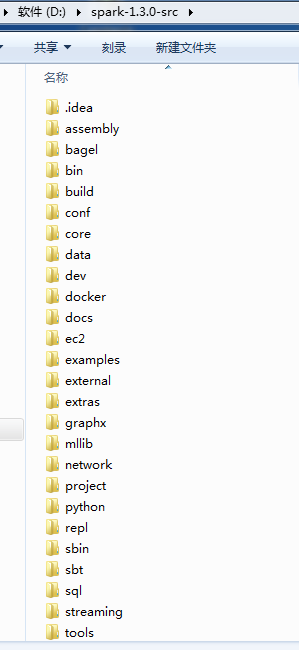 软件 (D:) spark-1.3.0-src
共享 刻录 新建文件夹
名称
.idea
assembly
bagel
bin
build
conf
core
data
dev
docker
docs
ec2
examples
external
extras
graphx
mllib
network
project
python
repl
sbin
sbt
sql
streaming
tools